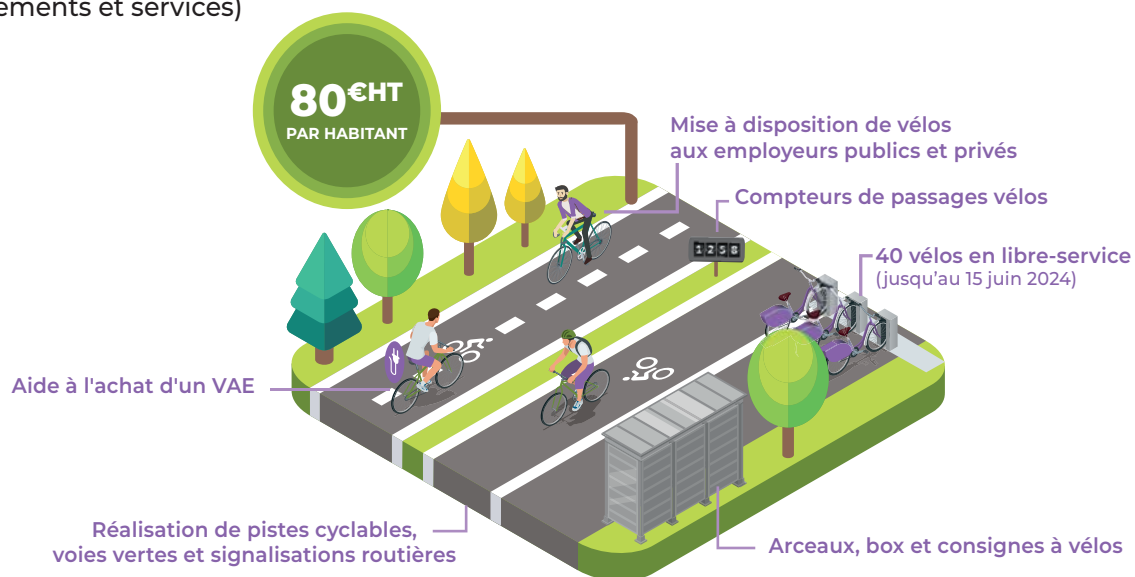 ements et services)
80€HT
PAR HABITANT
Mise à disposition de vélos
aux employeurs publics et privés
Compteurs de passages vélos
1258
40 vélos en libre-service
(jusqu'au 15 juin 2024)
Aide à l'achat d'un VAE
Réalisation de pistes cyclables,
voies vertes et signalisations routières
Arceaux, box et consignes à vélos